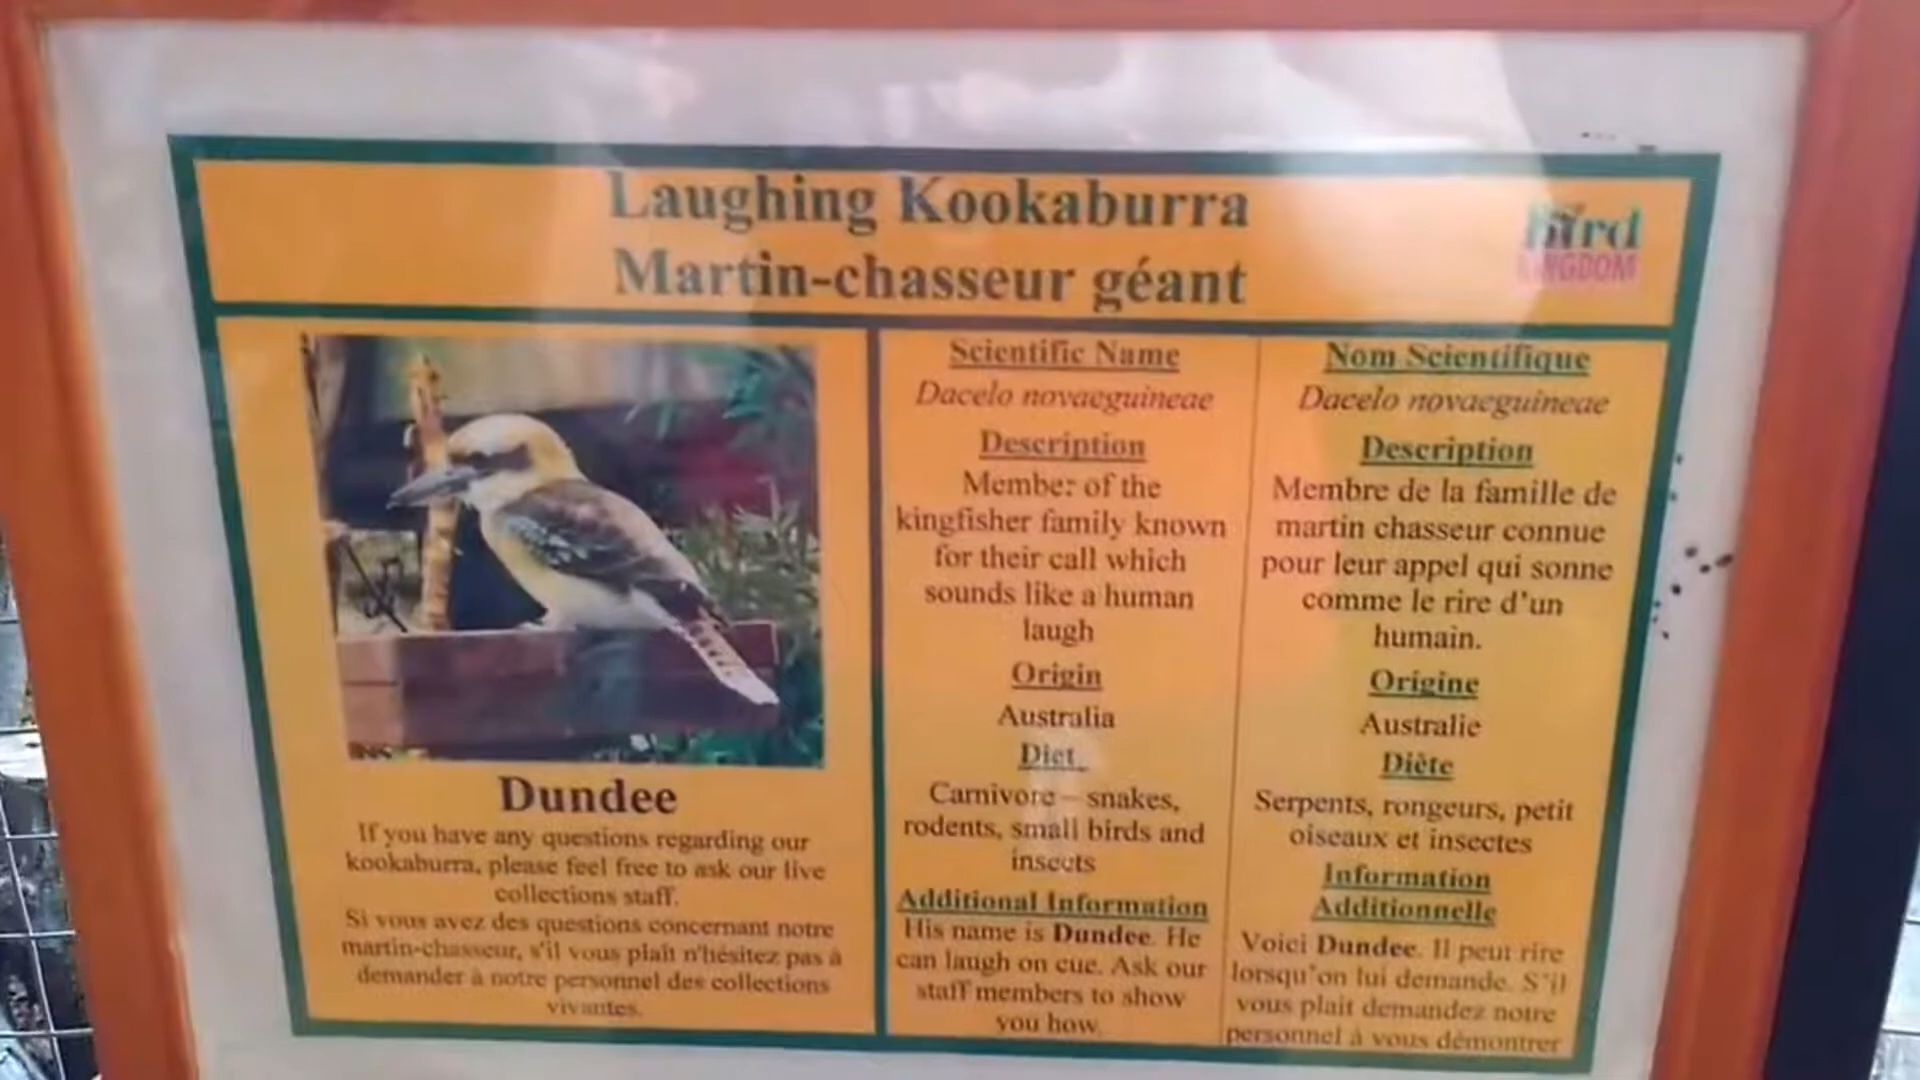 Laughing Kookaburra
Martin-chasseur géant
Bird
KINGDOM
Dundee
If you have any questions regarding our
kookaburra, please feel free to ask our live
collections staff.
Si vous avez des questions concernant notre
martin-chasseur, s'il vous plaît n'hésitez pas à
demander à notre personnel des collections
vivantes.
Scientific Name
Dacelo novaeguineae
Description
Member of the
kingfisher family known
for their call which
sounds like a human
laugh
Origin
Australia
Diet
Carnivore – snakes,
rodents, small birds and
insects
Additional Information
His name is Dundee. He
can laugh on cue. Ask our
staff members to show
you how.
Nom Scientifique
Dacelo novaeguineae
Description
Membre de la famille de
martin chasseur connue
pour leur appel qui sonne
comme le rire d'un
humain.
Origine
Australie
Diète
Serpents, rongeurs, petit
oiseaux et insectes
Information
Additionnelle
Voici Dundee. Il peut rire
lorsqu'on lui demande. S'il
vous plait demandez notre
personnel à vous démontrer